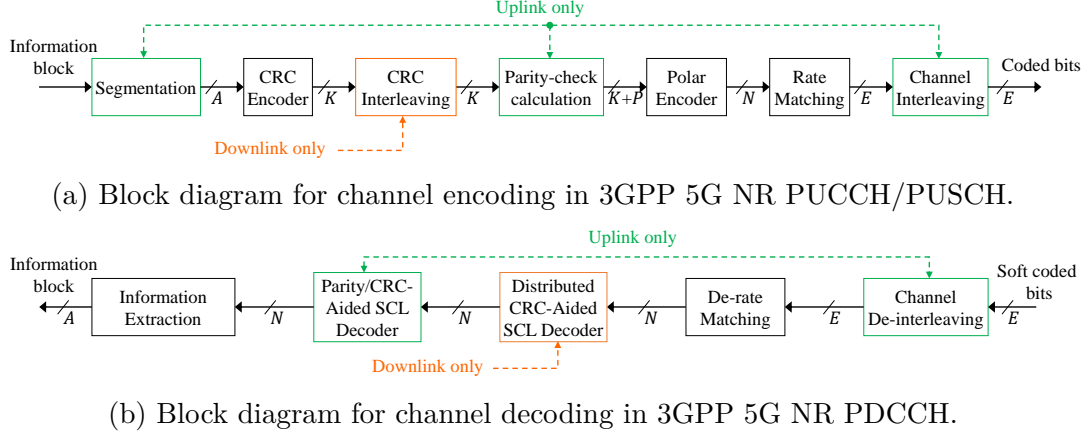 Uplink only
Information
block
Segmentation
A
CRC
Encoder
K
CRC
Interleaving
K
Parity-check
calculation
K+P
Polar
Encoder
N
Rate
Matching
E
Channel
Interleaving
Coded bits
E
Downlink only
(a) Block diagram for channel encoding in 3GPP 5G NR PUCCH/PUSCH.
Uplink only
Information
block
A
Information
Extraction
N
Parity/CRC-
Aided SCL
Decoder
N
Distributed
CRC-Aided
SCL Decoder
N
De-rate
Matching
E
Channel
De-interleaving
Soft coded
bits
E
Downlink only
(b) Block diagram for channel decoding in 3GPP 5G NR PDCCH.